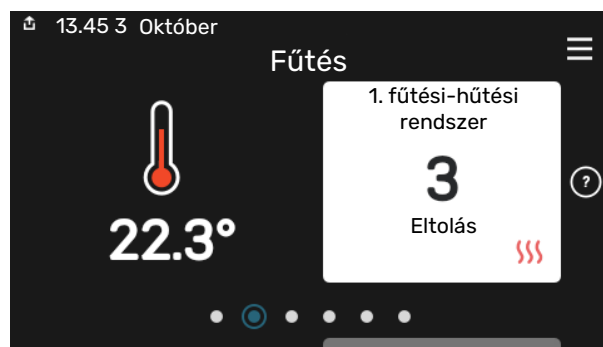 13.45 3 Október
Fűtés
1. fűtési-hűtési
rendszer
3
Eltolás
22.3°
?